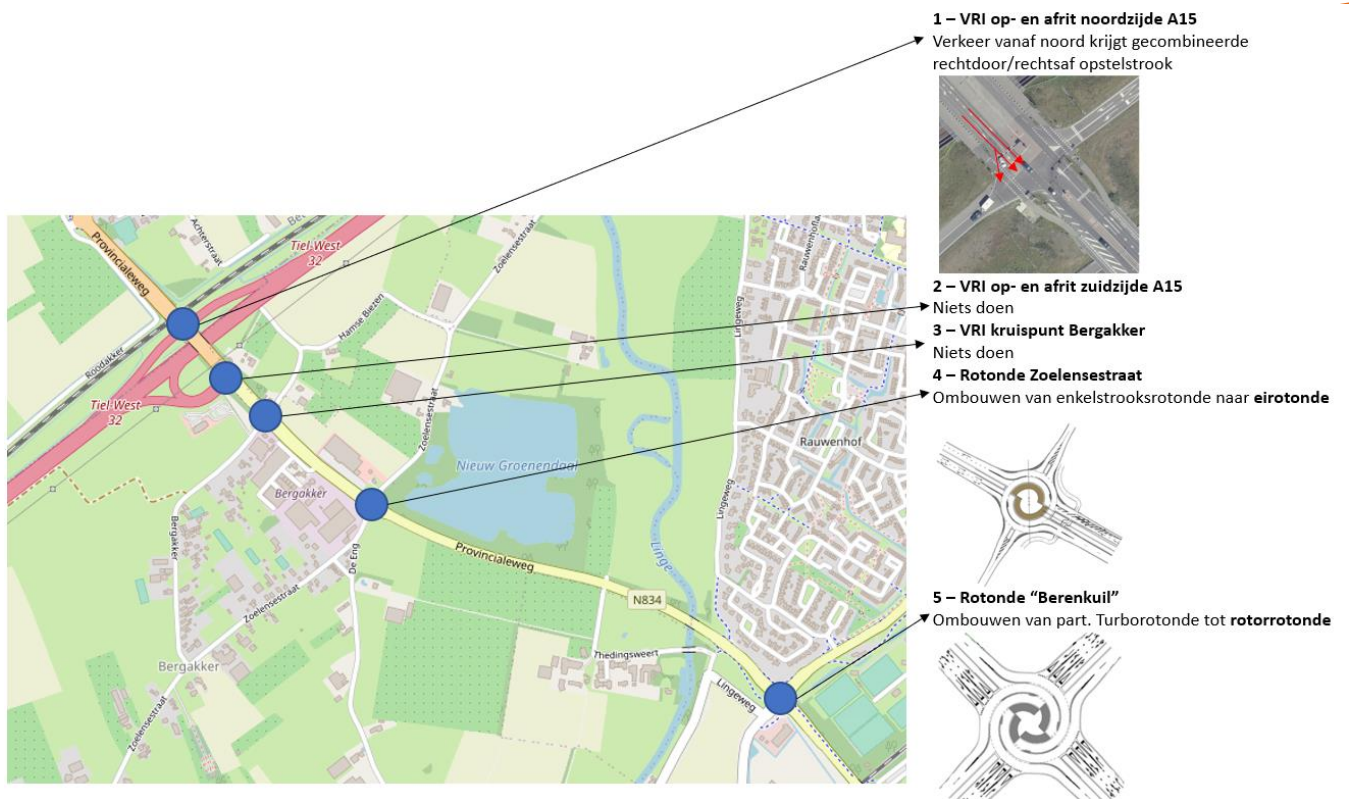 1 – VRI op- en afrit noordzijde A15
Verkeer vanaf noord krijgt gecombineerde
rechtdoor/rechtsaf opstelstrook
2 – VRI op- en afrit zuidzijde A15
Niets doen
3 – VRI kruispunt Bergakker
Niets doen
4 – Rotonde Zoelensestraat
Ombouwen van enkelstrooksrotonde naar eirotonde
5 – Rotonde “Berenkuil”
Ombouwen van part. Turborotonde tot rotorrotonde
Provincialeweg
Achterstraat
Tiel-West
32
Zoelensestraat
Lingeweg
Rauwenhof
Hamse Biezen
Roodakker
Tiel-West
32
Zoelensestraat
Nieuw Groenendaal
Rauwenhof
Bergakker
Lingeweg
Linge
Bergakker
De Eng
Provincialeweg
N834
Zoelensestraat
Thedingsweert
Bergakker
Lingeweg
Zoelensestraat